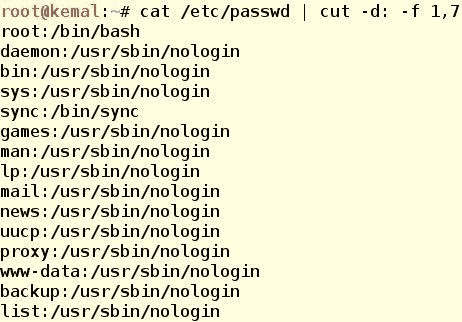 root@kemal:~# cat /etc/passwd | cut -d: -f 1,7
root:/bin/bash
daemon:/usr/sbin/nologin
bin:/usr/sbin/nologin
sys:/usr/sbin/nologin
sync:/bin/sync
games:/usr/sbin/nologin
man:/usr/sbin/nologin
lp:/usr/sbin/nologin
mail:/usr/sbin/nologin
news:/usr/sbin/nologin
uucp:/usr/sbin/nologin
proxy:/usr/sbin/nologin
www-data:/usr/sbin/nologin
backup:/usr/sbin/nologin
list:/usr/sbin/nologin